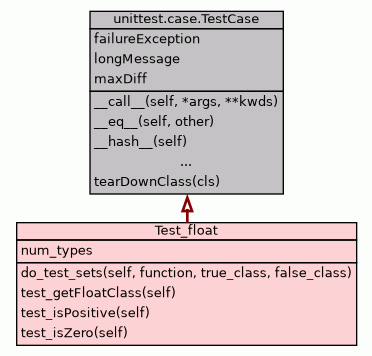 unittest.case.TestCase
failureException
longMessage
maxDiff
__call__(self, *args, **kwds)
__eq__(self, other)
__hash__(self)
...
tearDownClass(cls)
Test_float
num_types
do_test_sets(self, function, true_class, false_class)
test_getFloatClass(self)
test_isPositive(self)
test_isZero(self)